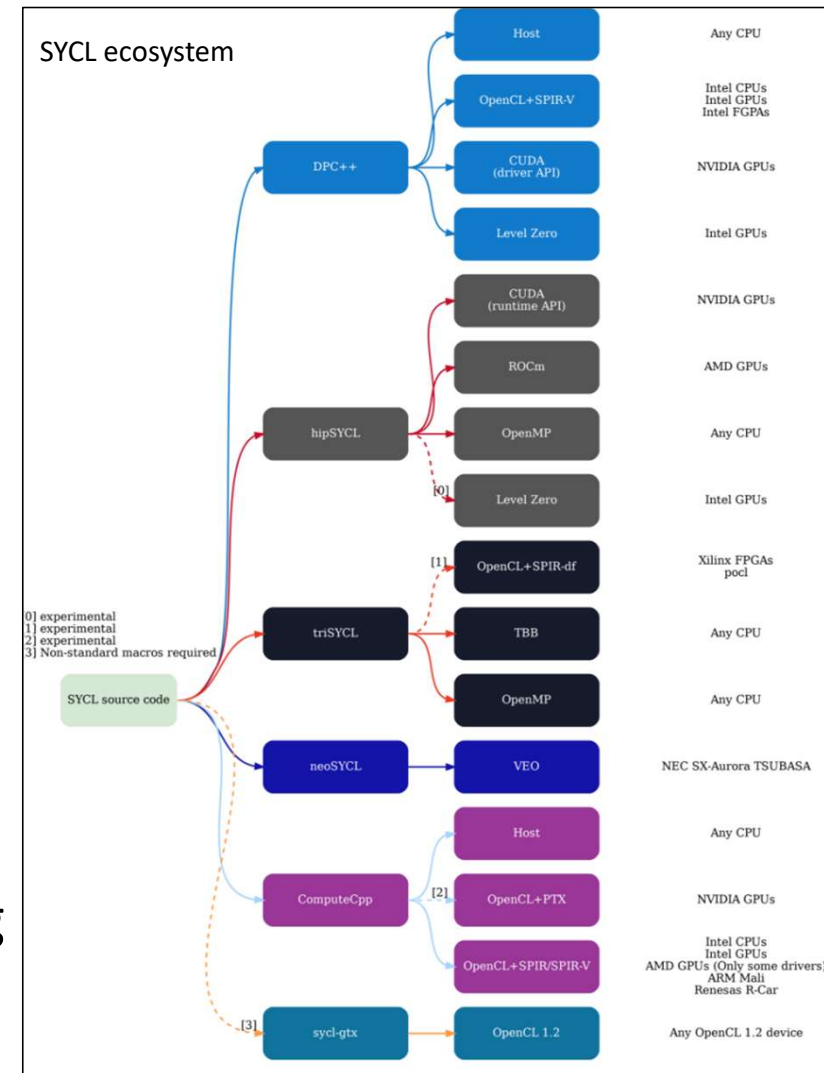 SYCL ecosystem
Host
Any CPU
OpenCL+SPIR-V
Intel CPUs
Intel GPUs
Intel FGPAs
DPC++
CUDA
(driver API)
NVIDIA GPUs
Level Zero
Intel GPUs
CUDA
(runtime API)
NVIDIA GPUs
ROCm
AMD GPUs
hipSYCL
OpenMP
Any CPU
[0]
Level Zero
Intel GPUs
[1]
OpenCL+SPIR-df
Xilinx FPGAs
pocl
0] experimental
1] experimental
2] experimental
3] Non-standard macros required
triSYCL
TBB
Any CPU
SYCL source code
OpenMP
Any CPU
neoSYCL
VEO
NEC SX-Aurora TSUBASA
Host
Any CPU
ComputeCpp
[2]
OpenCL+PTX
NVIDIA GPUs
g
OpenCL+SPIR/SPIR-V
Intel CPUs
Intel GPUs
AMD GPUs (Only some drivers)
ARM Mali
Renesas R-Car
[3]
sycl-gtx
OpenCL 1.2
Any OpenCL 1.2 device